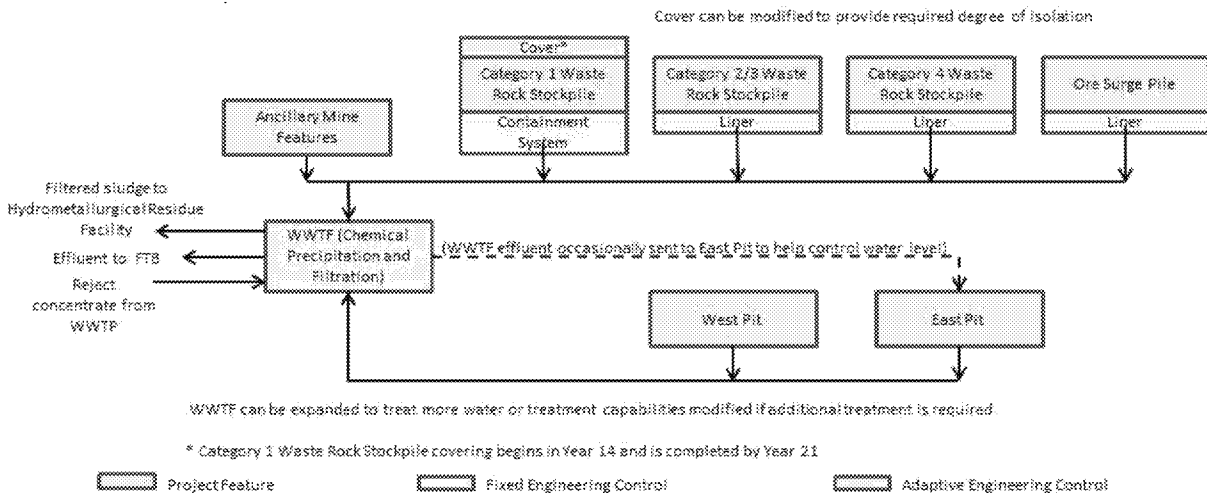 Cover can be modified to provide required degree of isolation
Cover*
Category 1 Waste
Rock Stockpile
Containment
System
Category 2/3 Waste
Rock Stockpile
Liner
Category 4 Waste
Rock Stockpile
Liner
Ore Surge Pile
Liner
Ancillary Mine
Features
Filtered sludge to
Hydrometallurgical Residue
Facility
Effluent to FTB
Reject
concentrate from
WWTP
WWTF (Chemical
Precipitation and
Filtration)
(WWTF effluent occasionally sent to East Pit to help control water level)
West Pit
East Pit
WWTF can be expanded to treat more water or treatment capabilities modified if additional treatment is required
* Category 1 Waste Rock Stockpile covering begins in Year 14 and is completed by Year 21
Project Feature
Fixed Engineering Control
Adaptive Engineering Control